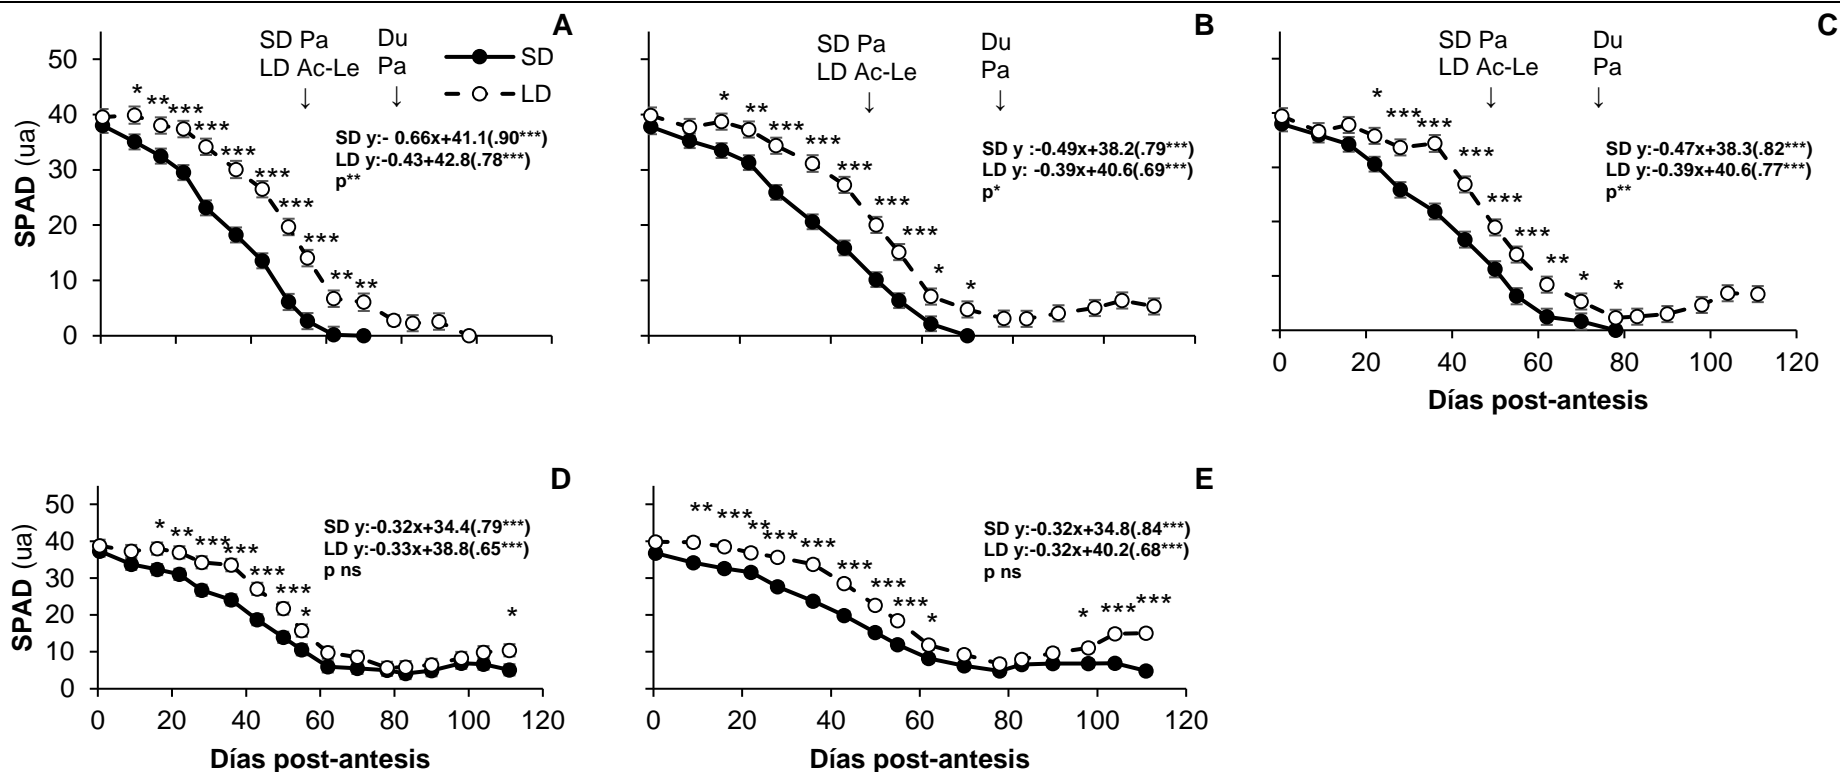 A
SD Pa
LD Ac-Le
↓
Du
Pa
↓
SD
LD
50
40
30
20
10
0
SPAD (ua)
*
**
***
***
***
***
***
***
**
**
SD y:- 0.66x+41.1(.90***)
LD y:-0.43+42.8(.78***)
p**
B
SD Pa
LD Ac-Le
↓
Du
Pa
↓
*
**
***
***
***
***
***
*
*
SD y :-0.49x+38.2(.79***)
LD y: -0.39x+40.6(.69***)
p*
C
SD Pa
LD Ac-Le
↓
Du
Pa
↓
*
***
***
***
***
***
**
*
*
SD y:-0.47x+38.3(.82***)
LD y:-0.39x+40.6(.77***)
p**
0 20 40 60 80 100 120
Días post-antesis
D
50
40
30
20
10
0
SPAD (ua)
*
**
***
***
***
***
*
*
SD y:-0.32x+34.4(.79***)
LD y:-0.33x+38.8(.65***)
p ns
0 20 40 60 80 100 120
Días post-antesis
E
**
***
**
***
***
***
***
***
*
*
***
***
SD y:-0.32x+34.8(.84***)
LD y:-0.32x+40.2(.68***)
p ns
0 20 40 60 80 100 120
Días post-antesis